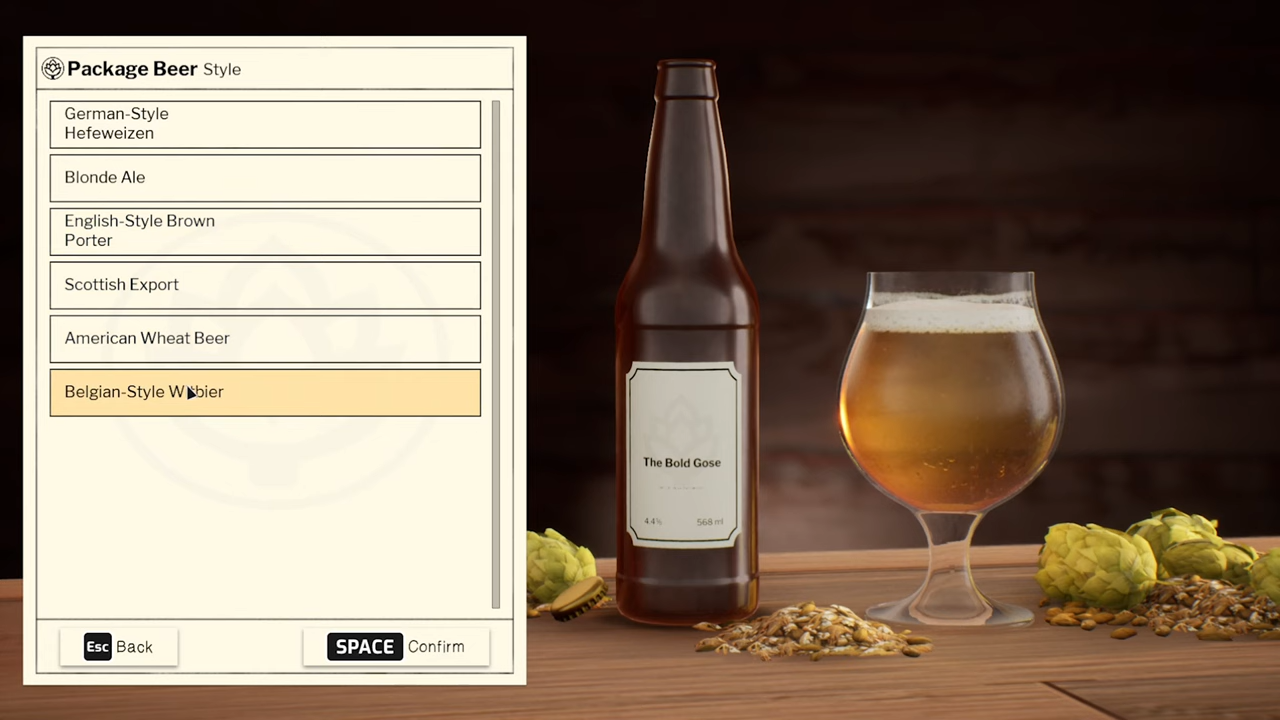 Package Beer Style
German-Style
Hefeweizen
Blonde Ale
English-Style Brown
Porter
Scottish Export
American Wheat Beer
Belgian-Style Witbier
Esc Back
SPACE Confirm
The Bold Gose
4.4%
568 ml